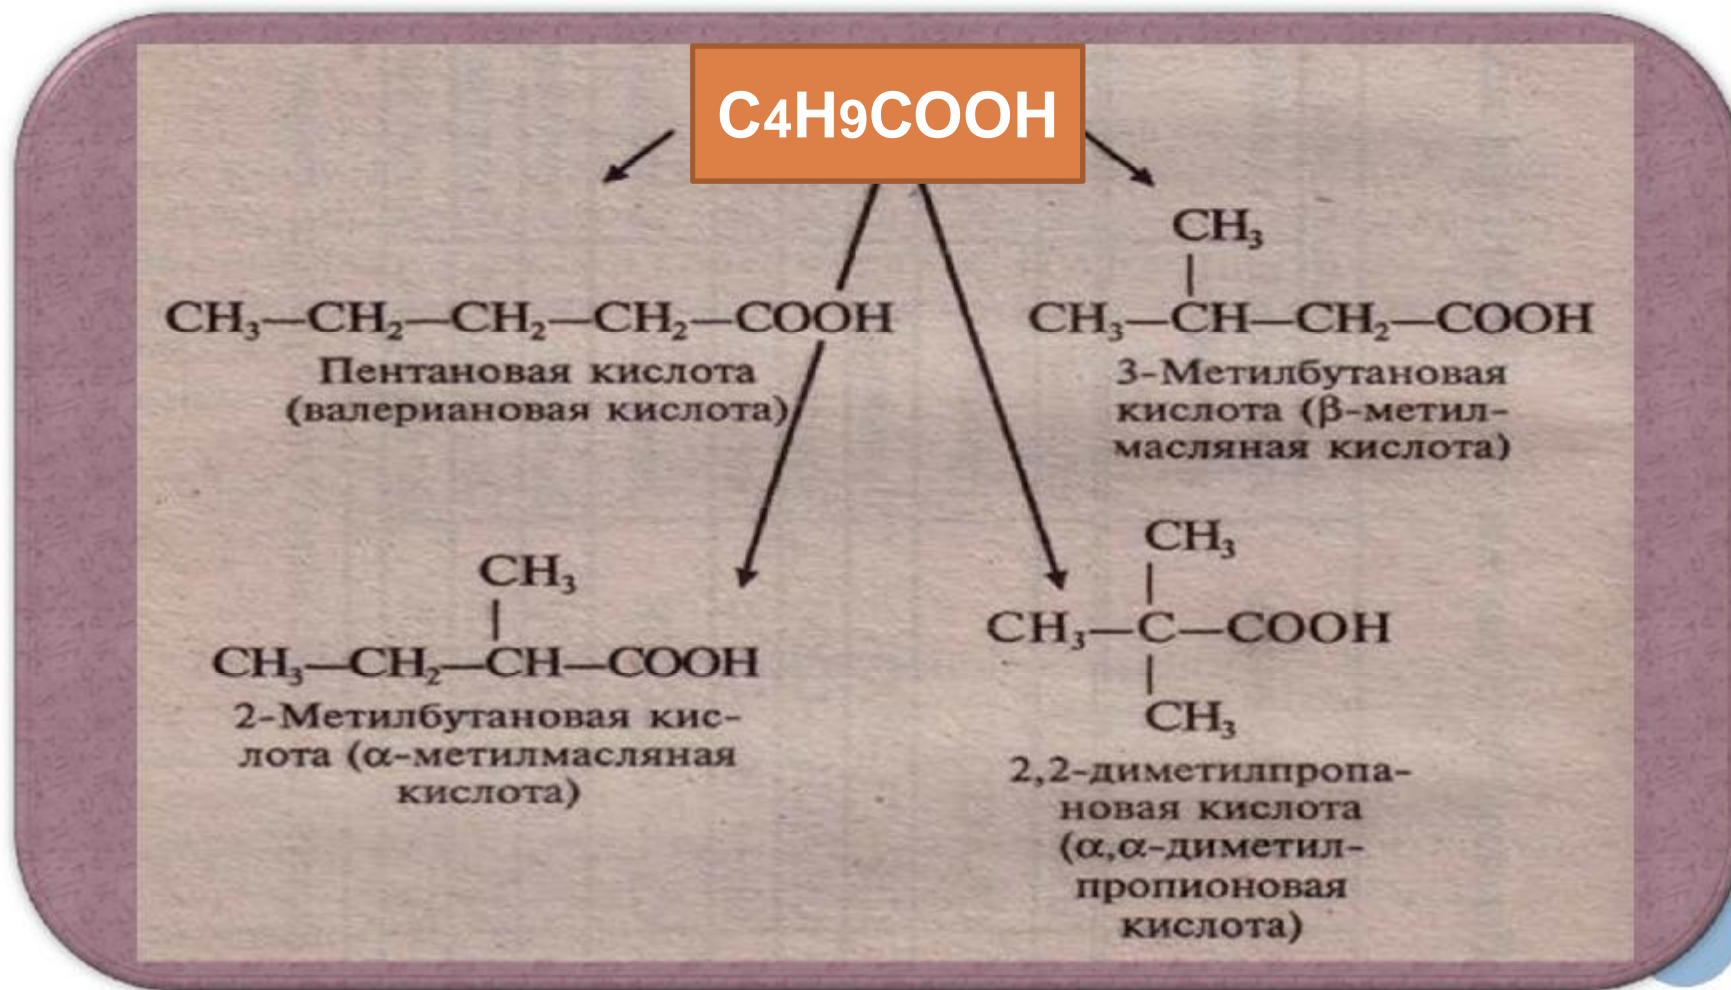 C4H9COOH
CH₃—CH₂—CH₂—CH₂—COOH
Пентановая кислота
(валериановая кислота)
CH₃
|
CH₃—CH—CH₂—COOH
3-Метилбутановая
кислота (β-метил-
масляная кислота)
CH₃
|
CH₃—CH₂—CH—COOH
2-Метилбутановая кис-
лота (α-метилмасляная
кислота)
CH₃
|
CH₃—C—COOH
|
CH₃
2,2-диметилпропа-
новая кислота
(α,α-диметил-
пропионовая
кислота)